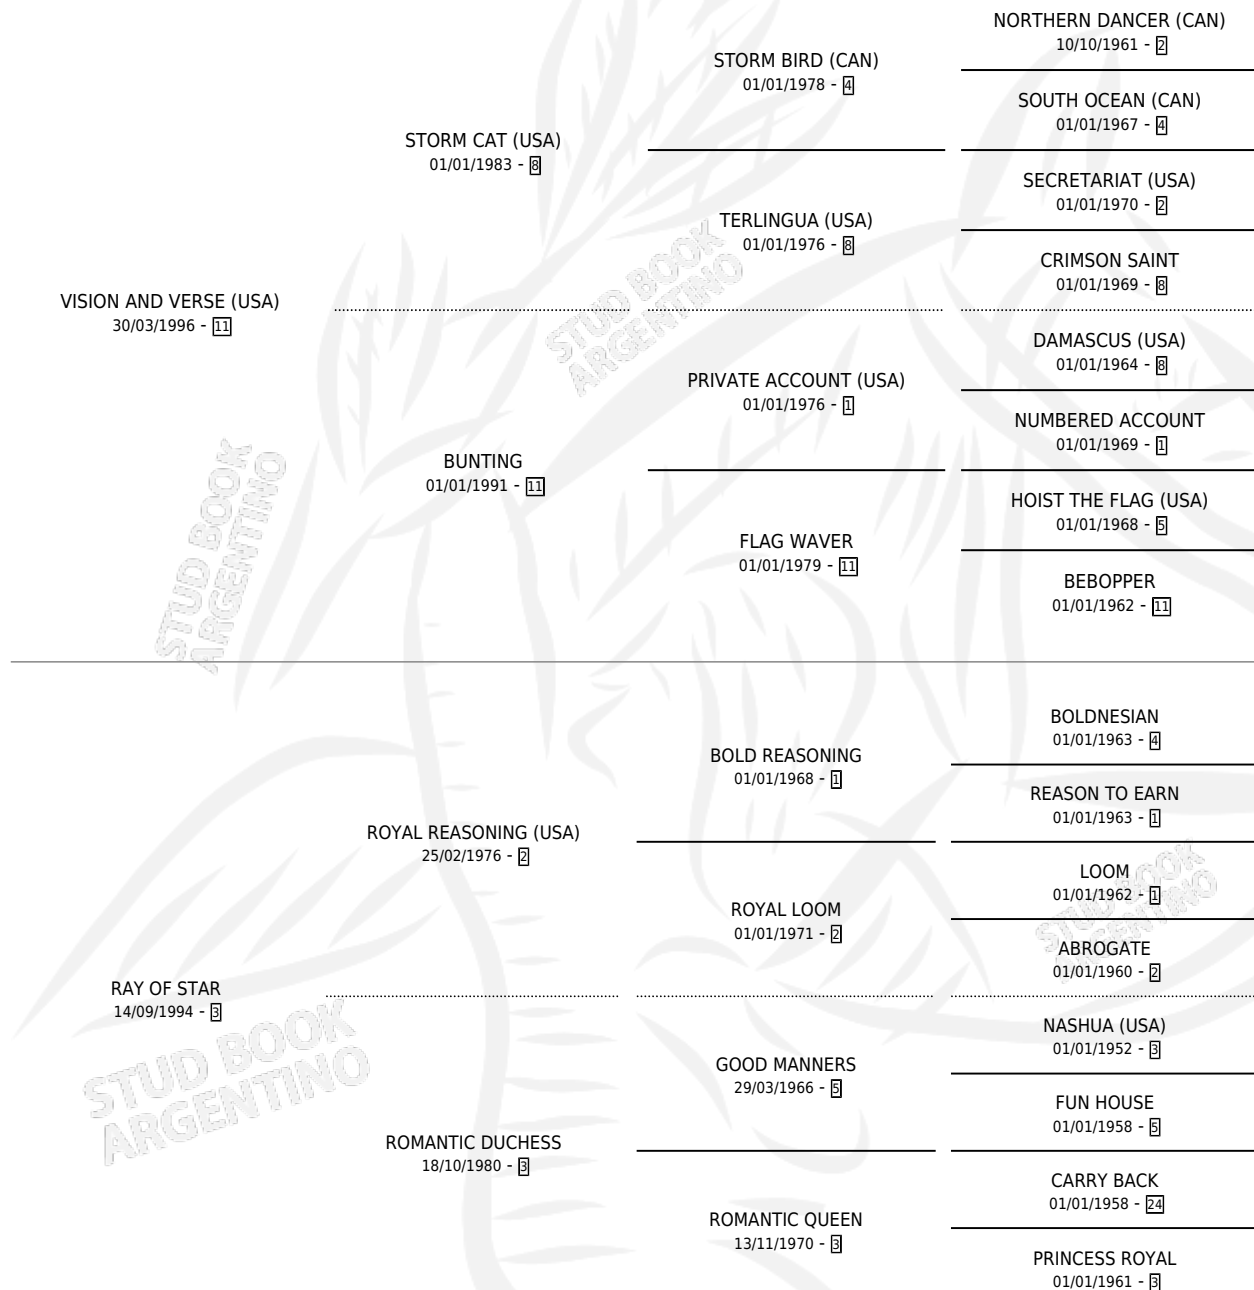 NORTHERN DANCER (CAN)
10/10/1961 - 2
STORM BIRD (CAN)
01/01/1978 - 4
SOUTH OCEAN (CAN)
01/01/1967 - 4
STORM CAT (USA)
01/01/1983 - 8
SECRETARIAT (USA)
01/01/1970 - 2
TERLINGUA (USA)
01/01/1976 - 8
CRIMSON SAINT
01/01/1969 - 8
VISION AND VERSE (USA)
30/03/1996 - 11
DAMASCUS (USA)
01/01/1964 - 8
PRIVATE ACCOUNT (USA)
01/01/1976 - 1
NUMBERED ACCOUNT
01/01/1969 - 1
BUNTING
01/01/1991 - 11
HOIST THE FLAG (USA)
01/01/1968 - 5
FLAG WAVER
01/01/1979 - 11
BEBOPPER
01/01/1962 - 11
BOLDNESIAN
01/01/1963 - 4
BOLD REASONING
01/01/1968 - 1
REASON TO EARN
01/01/1963 - 1
ROYAL REASONING (USA)
25/02/1976 - 2
LOOM
01/01/1962 - 1
ROYAL LOOM
01/01/1971 - 2
ABROGATE
01/01/1960 - 2
RAY OF STAR
14/09/1994 - 3
NASHUA (USA)
01/01/1952 - 3
GOOD MANNERS
29/03/1966 - 5
FUN HOUSE
01/01/1958 - 5
ROMANTIC DUCHESS
18/10/1980 - 3
CARRY BACK
01/01/1958 - 24
ROMANTIC QUEEN
13/11/1970 - 3
PRINCESS ROYAL
01/01/1961 - 3
STUD BOOK
ARGENTINO
STUD BOOK
ARGENTINO
STUD BOOK
ARGENTINO
STUD BOOK
ARGENTINO